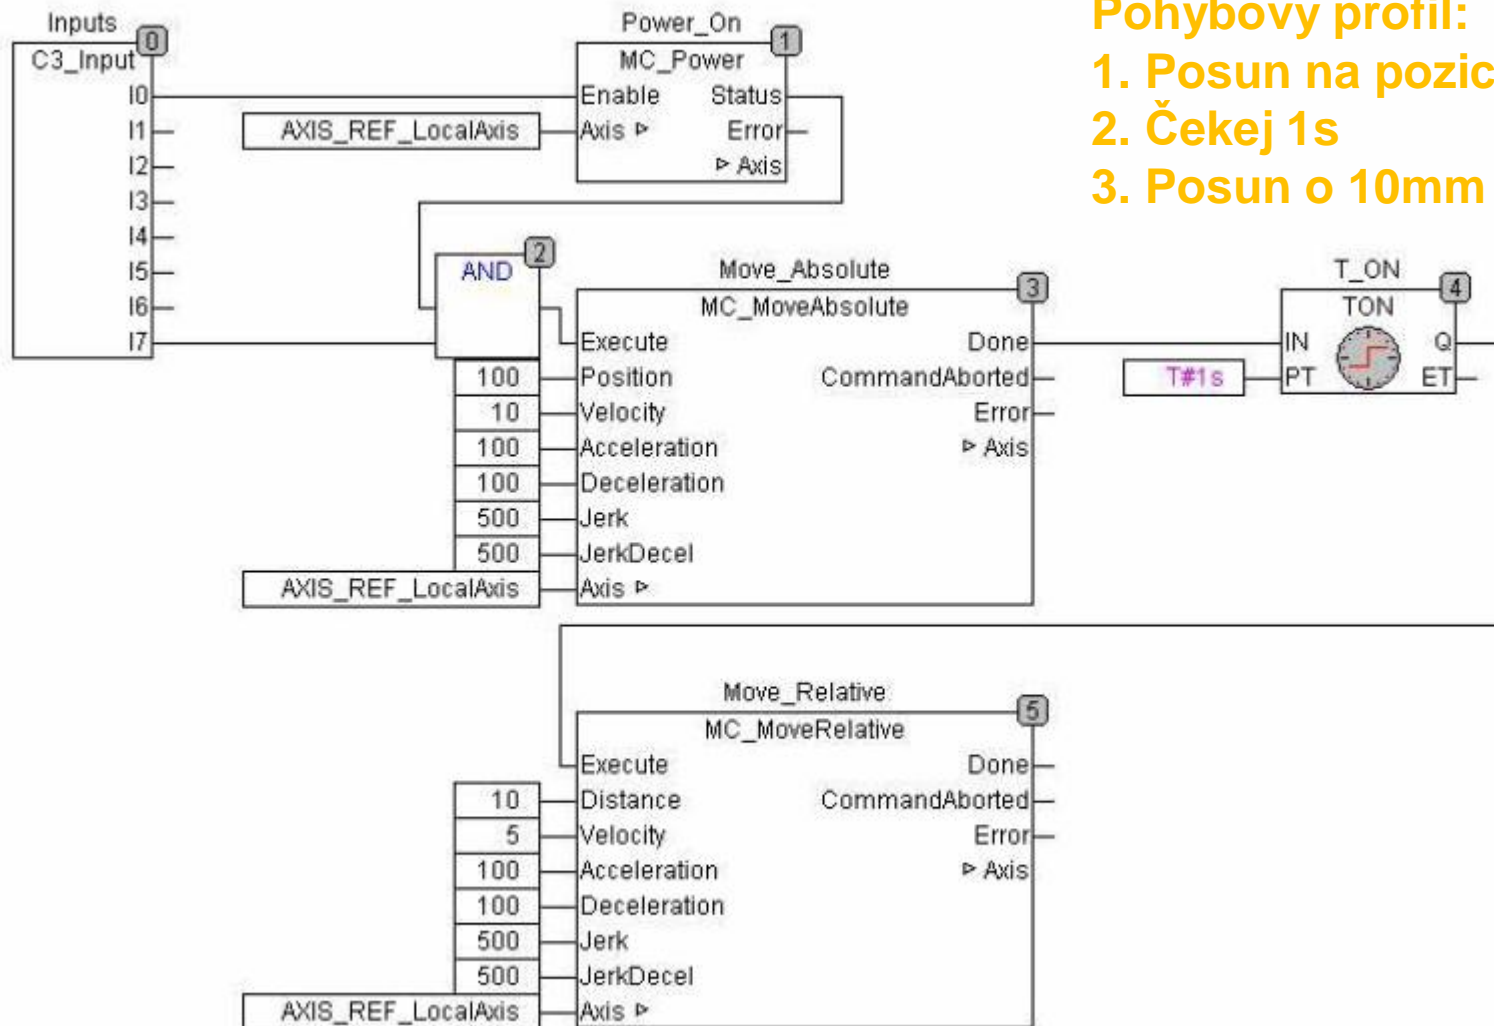 Inputs
0
C3_Input
I0
I1
I2
I3
I4
I5
I6
I7
Power_On
1
MC_Power
Enable Status
AXIS_REF_LocalAxis Axis Error
Axis
Pohybový profil:
1. Posun na pozic
2. Čekej 1s
3. Posun o 10mm
AND
2
Move_Absolute
3
MC_MoveAbsolute
Execute Done
100 Position CommandAborted
10 Velocity Error
100 Acceleration Axis
100 Deceleration
500 Jerk
500 JerkDecel
AXIS_REF_LocalAxis Axis
T_ON
4
TON
IN Q
T#1s PT ET
Move_Relative
5
MC_MoveRelative
Execute Done
10 Distance CommandAborted
5 Velocity Error
100 Acceleration Axis
100 Deceleration
500 Jerk
500 JerkDecel
AXIS_REF_LocalAxis Axis